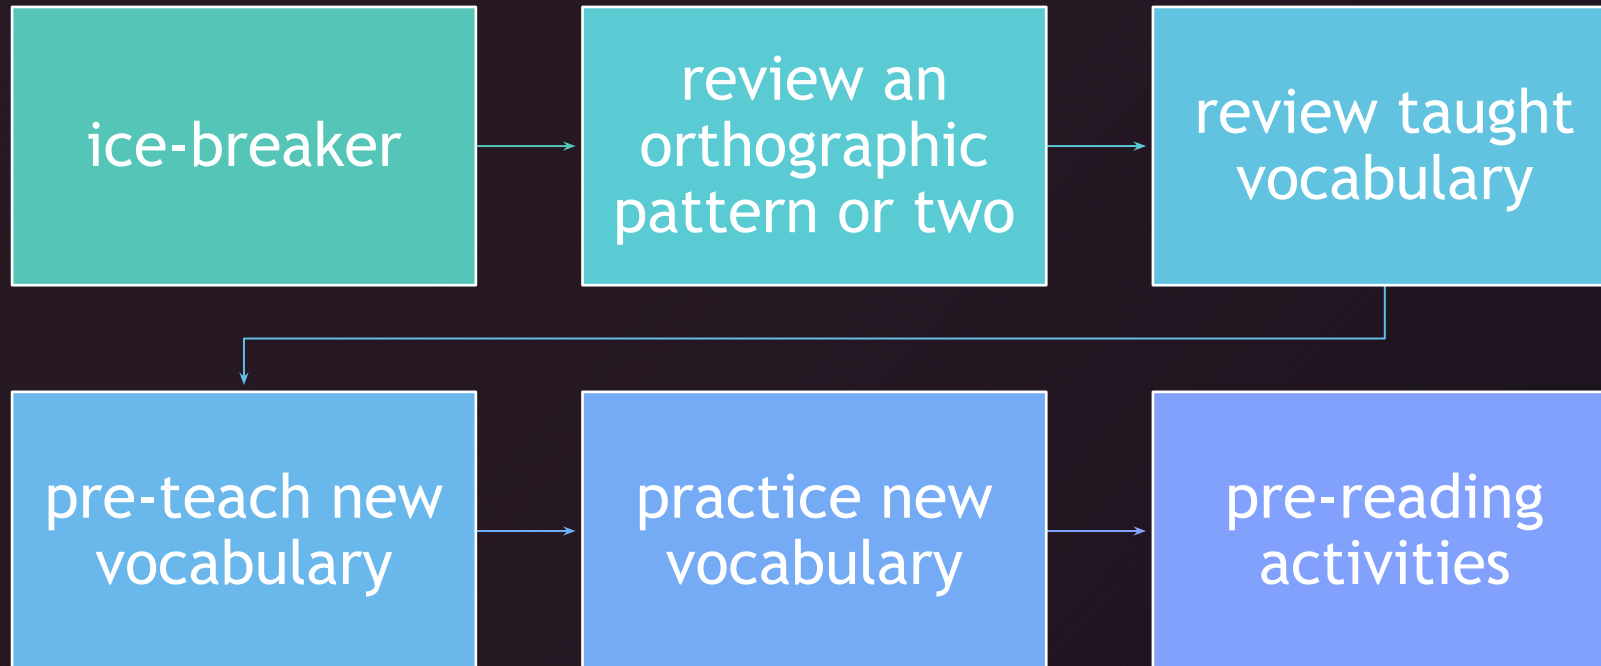 ice-breaker
review an
orthographic
pattern or two
review taught
vocabulary
pre-teach new
vocabulary
practice new
vocabulary
pre-reading
activities